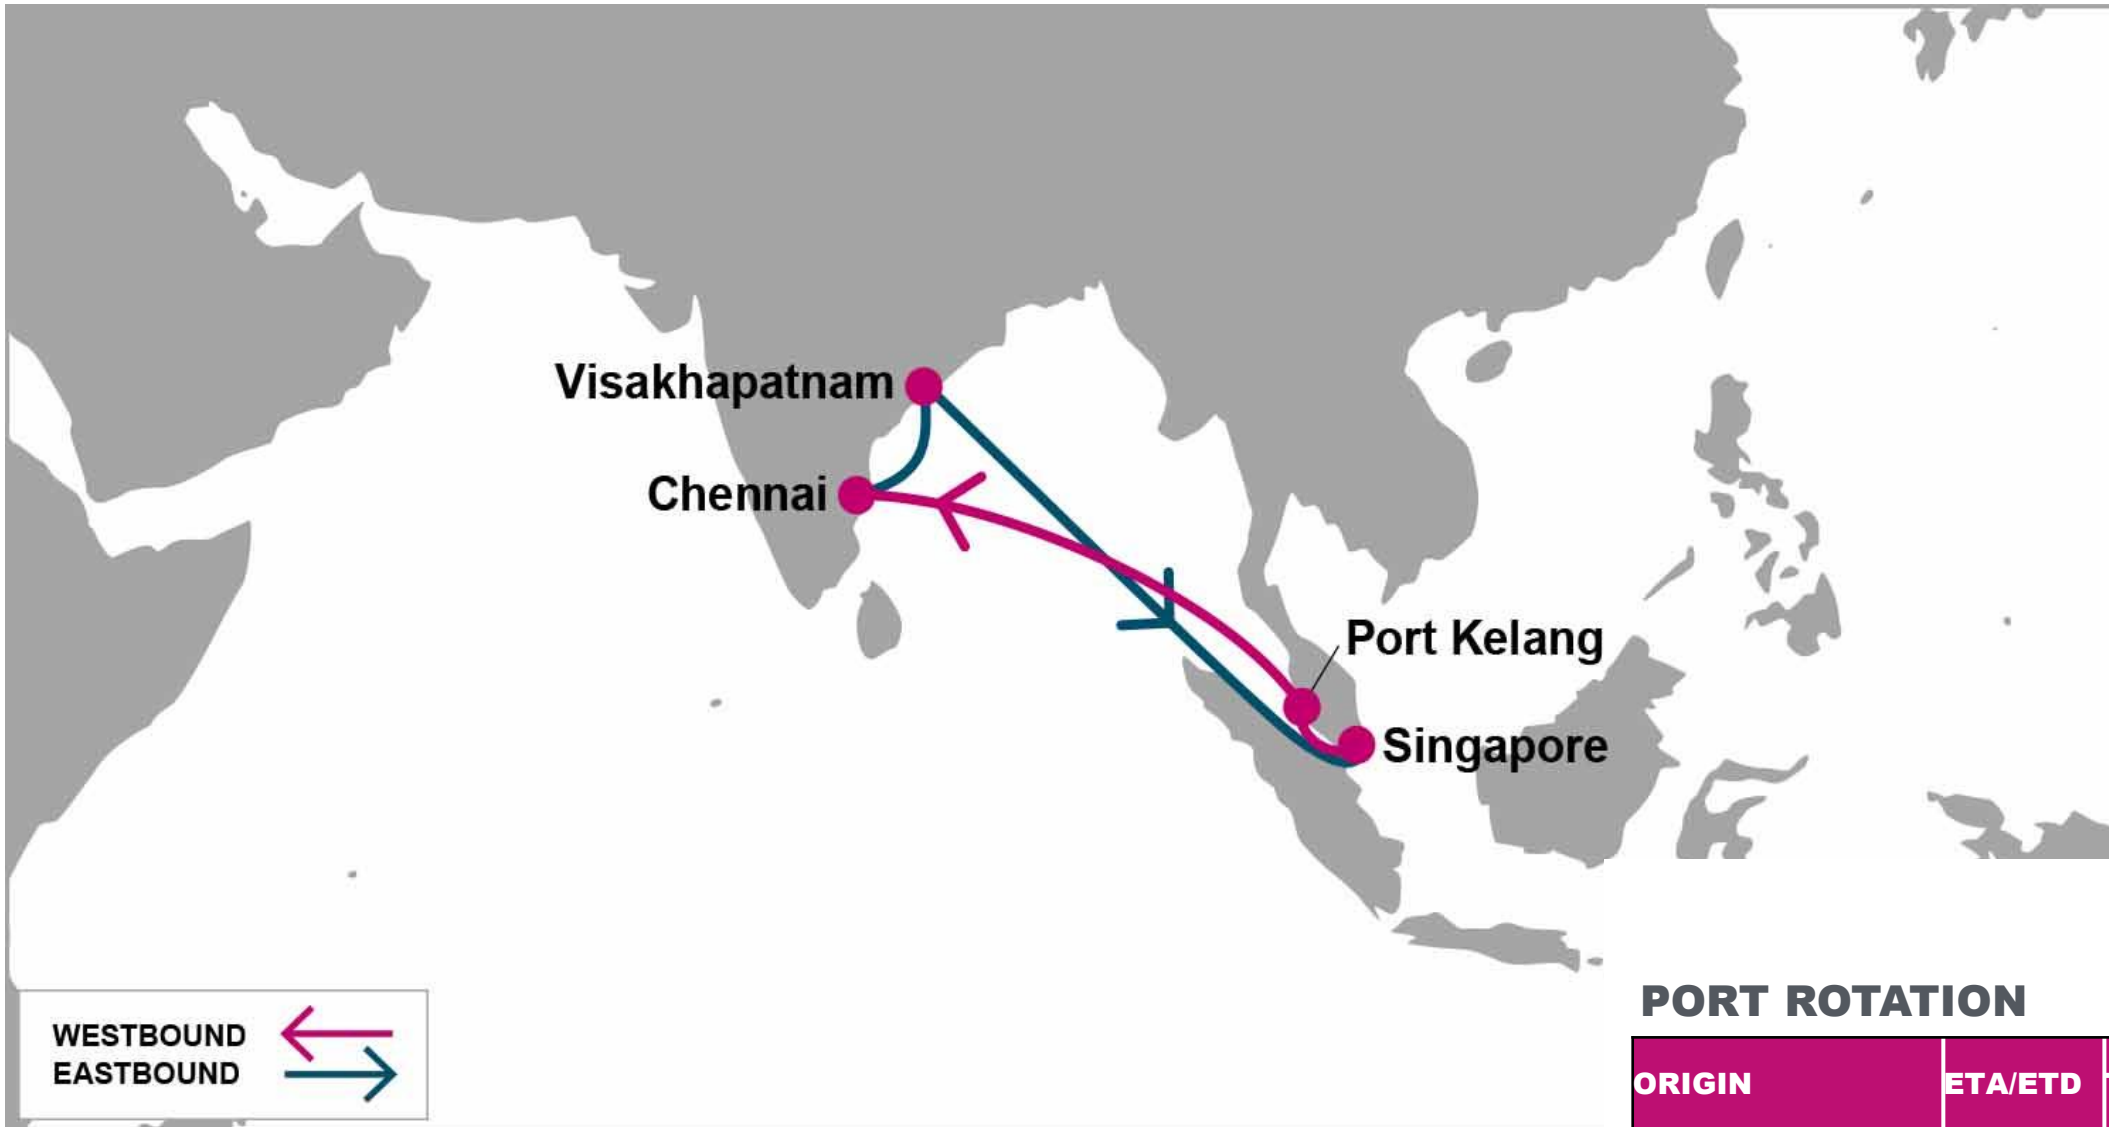 Visakhapatnam
Chennai
Port Kelang
Singapore
WESTBOUND
EASTBOUND
PORT ROTATION
ORIGIN ETA/ETD